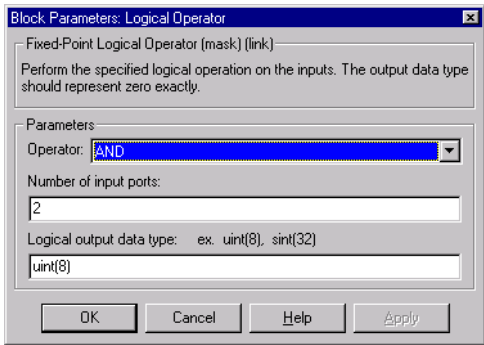 Block Parameters: Logical Operator
Fixed-Point Logical Operator (mask) (link)
Perform the specified logical operation on the inputs. The output data type
should represent zero exactly.
Parameters
Operator: AND
Number of input ports:
2
Logical output data type: ex. uint(8), sint(32)
uint(8)
OK Cancel Help Apply